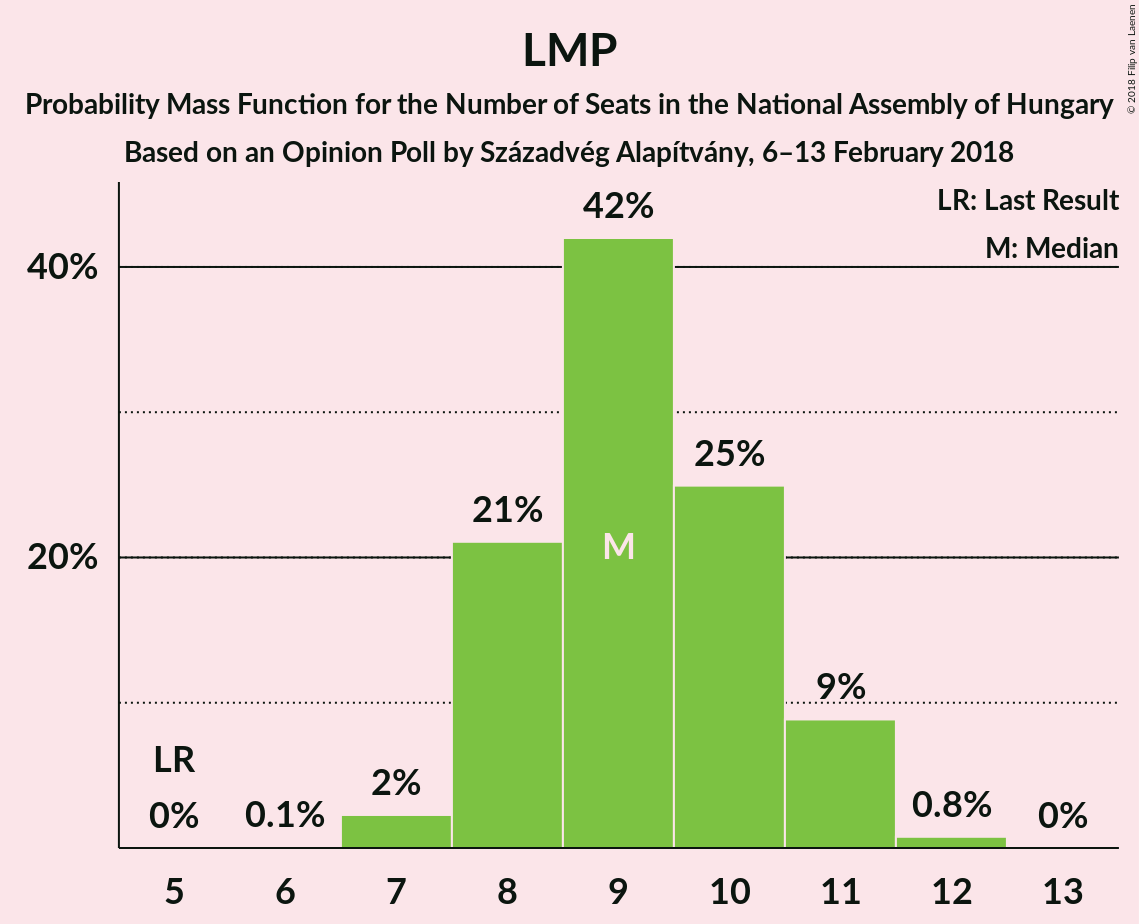 LMP
Probability Mass Function for the Number of Seats in the National Assembly of Hungary
Based on an Opinion Poll by Századvég Alapítvány, 6–13 February 2018
© 2018 Filip van Laenen
LR: Last Result
M: Median
40%
20%
LR
0%
0.1%
2%
21%
42%
M
25%
9%
0.8%
0%
5 6 7 8 9 10 11 12 13